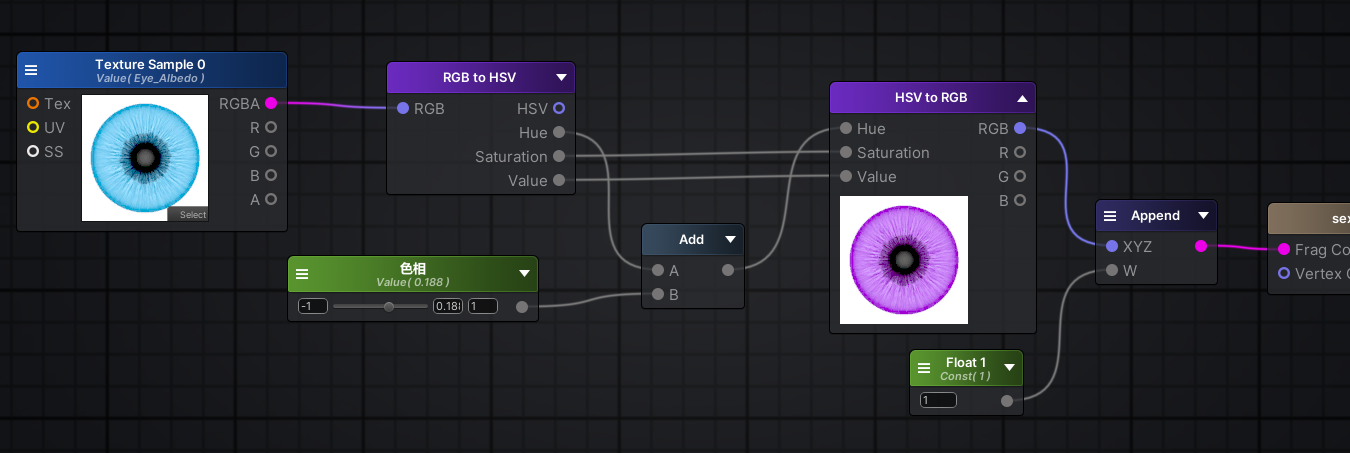 Texture Sample 0
Value( Eye_Albedo )
Tex
UV
SS
RGBA
R
G
B
A
Select
RGB to HSV
RGB
HSV
Hue
Saturation
Value
色相
Value( 0.188 )
-1
0.18
1
Add
A
B
HSV to RGB
Hue
Saturation
Value
RGB
R
G
B
Float 1
Const( 1 )
1
Append
XYZ
W
Frag Co
Vertex